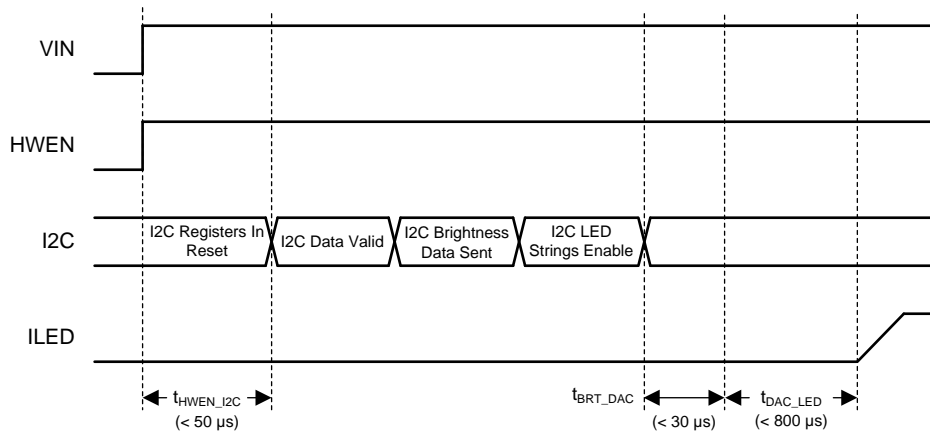 VIN
HWEN
I2C
I2C Registers In
Reset
I2C Data Valid
I2C Brightness
Data Sent
I2C LED
Strings Enable
ILED
tHWEN_I2C
(< 50 µs)
tBRT_DAC
(< 30 µs)
tDAC_LED
(< 800 µs)